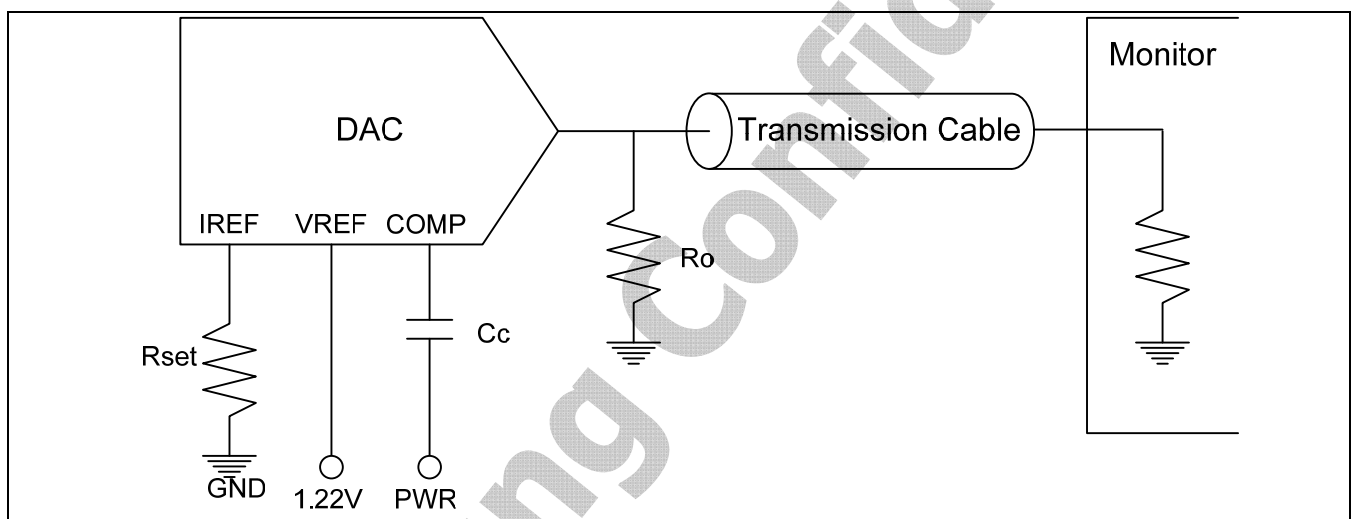 Monitor
DAC
Transmission Cable
IREF VREF COMP
Ro
Rset
Cc
GND
1.22V
PWR